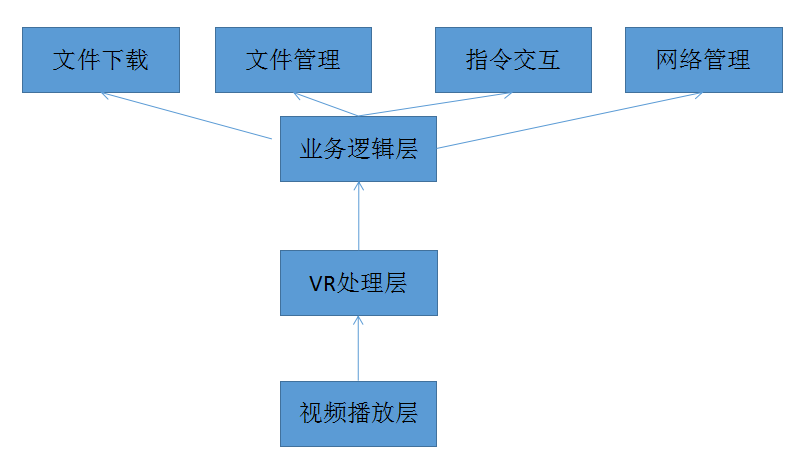 文件下载
文件管理
指令交互
网络管理
业务逻辑层
VR处理层
视频播放层